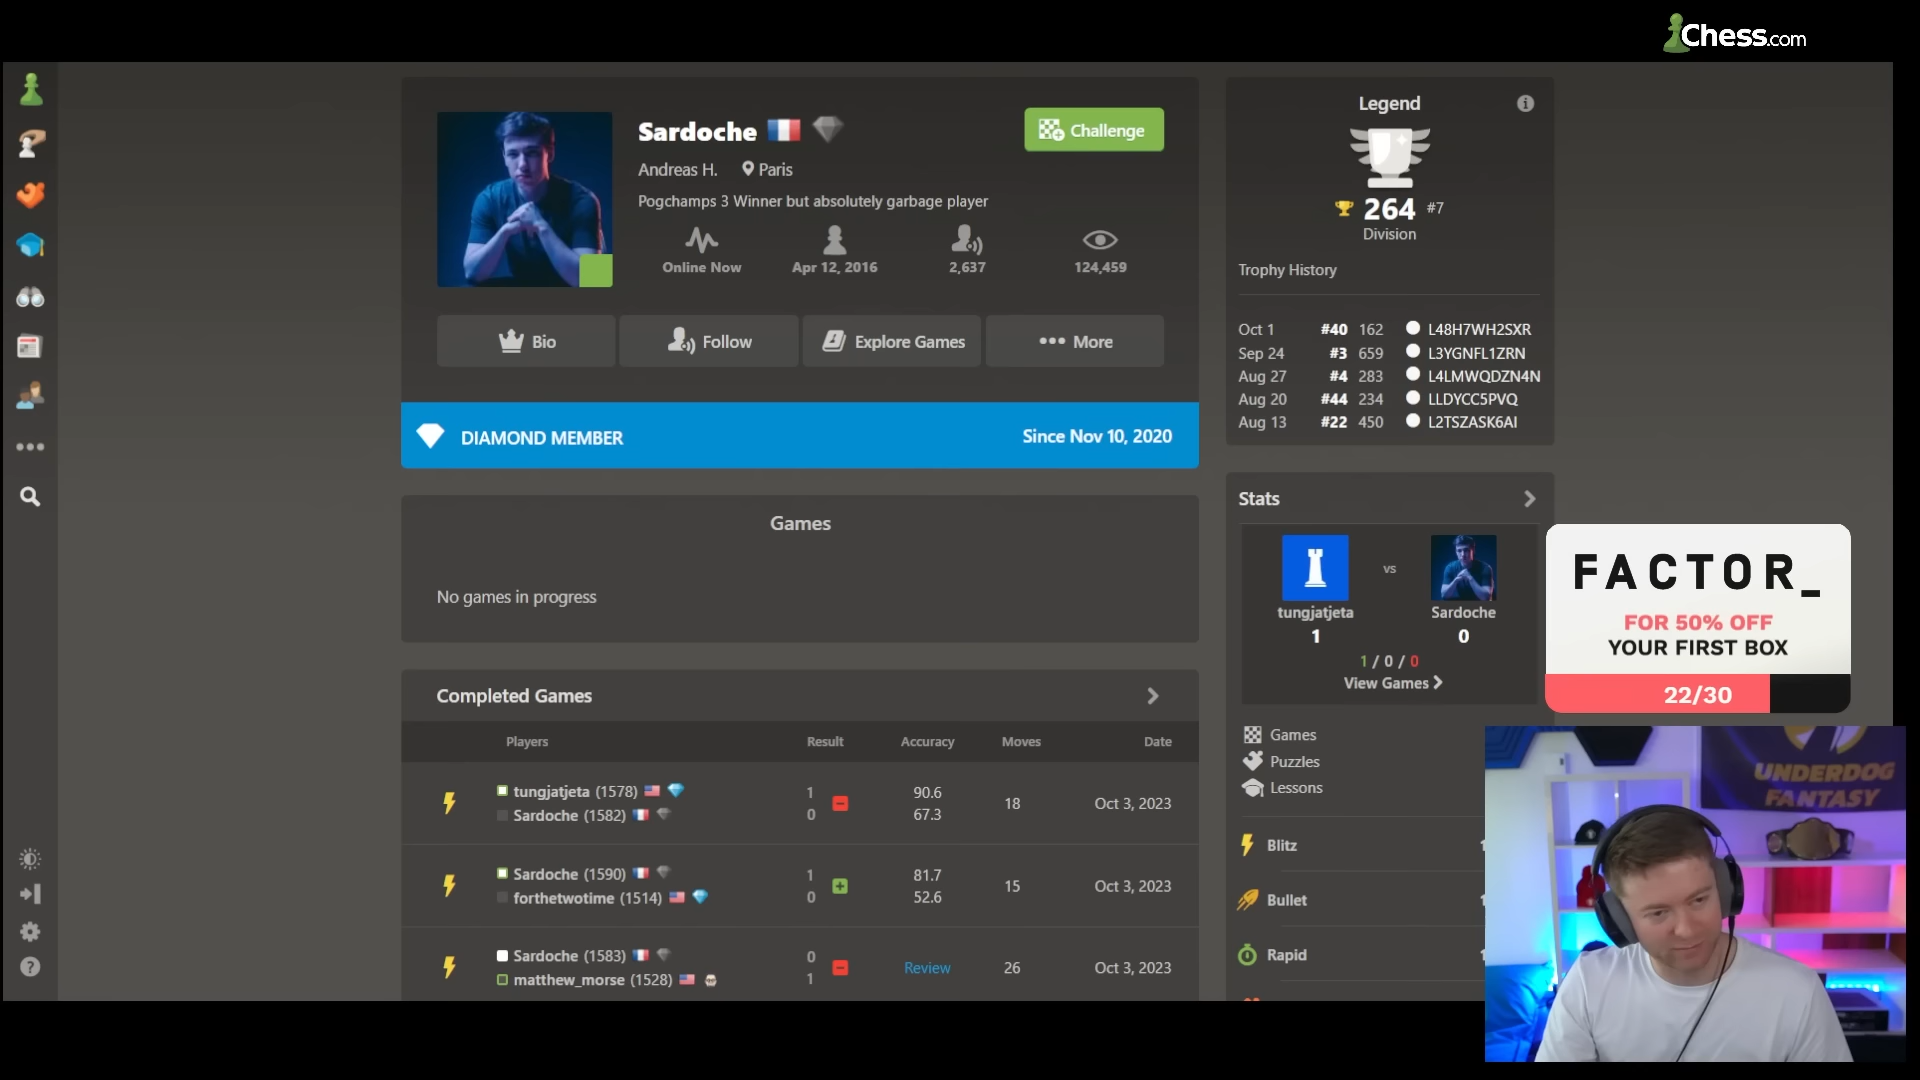 Chess.com
Sardoche
Challenge
Andreas H. Paris
Pogchamps 3 Winner but absolutely garbage player
Online Now Apr 12, 2016 2,637 124,459
Bio Follow Explore Games More
DIAMOND MEMBER Since Nov 10, 2020
Games
No games in progress
Completed Games
Players Result Accuracy Moves Date
tungjatjeta (1578) 1 90.6
Sardoche (1582) 0 67.3
18 Oct 3, 2023
Sardoche (1590) 1 81.7
forthetwotime (1514) 0 52.6
15 Oct 3, 2023
Sardoche (1583) 0
matthew_morse (1528) 1
Review 26 Oct 3, 2023
Legend
264 #7
Division
Trophy History
Oct 1 #40 162 L48H7WH2SXR
Sep 24 #3 659 L3YGNFL1ZRN
Aug 27 #4 283 L4LMWQDZN4N
Aug 20 #44 234 LLDYCC5PVQ
Aug 13 #22 450 L2TSZASK6AI
Stats
vs
tungjatjeta Sardoche
1 0
1 / 0 / 0
View Games
Games
Puzzles
Lessons
Blitz
Bullet
Rapid
FACTOR_
FOR 50% OFF
YOUR FIRST BOX
22/30
UNDERDOG
FANTASY